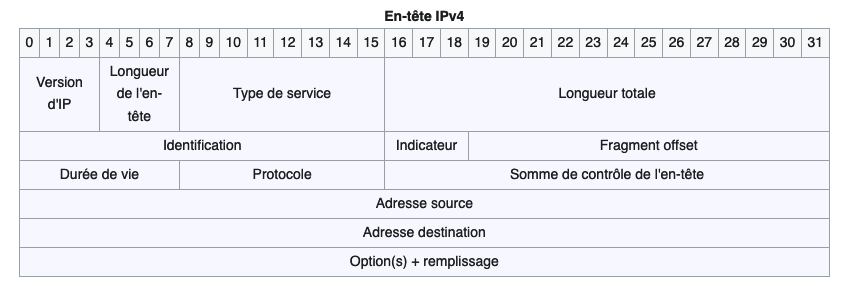 En-tête IPv4
0 1 2 3 4 5 6 7 8 9 10 11 12 13 14 15 16 17 18 19 20 21 22 23 24 25 26 27 28 29 30 31
Version
d'IP
Longueur
de l'en-
tête
Type de service
Longueur totale
Identification
Indicateur
Fragment offset
Durée de vie
Protocole
Somme de contrôle de l'en-tête
Adresse source
Adresse destination
Option(s) + remplissage